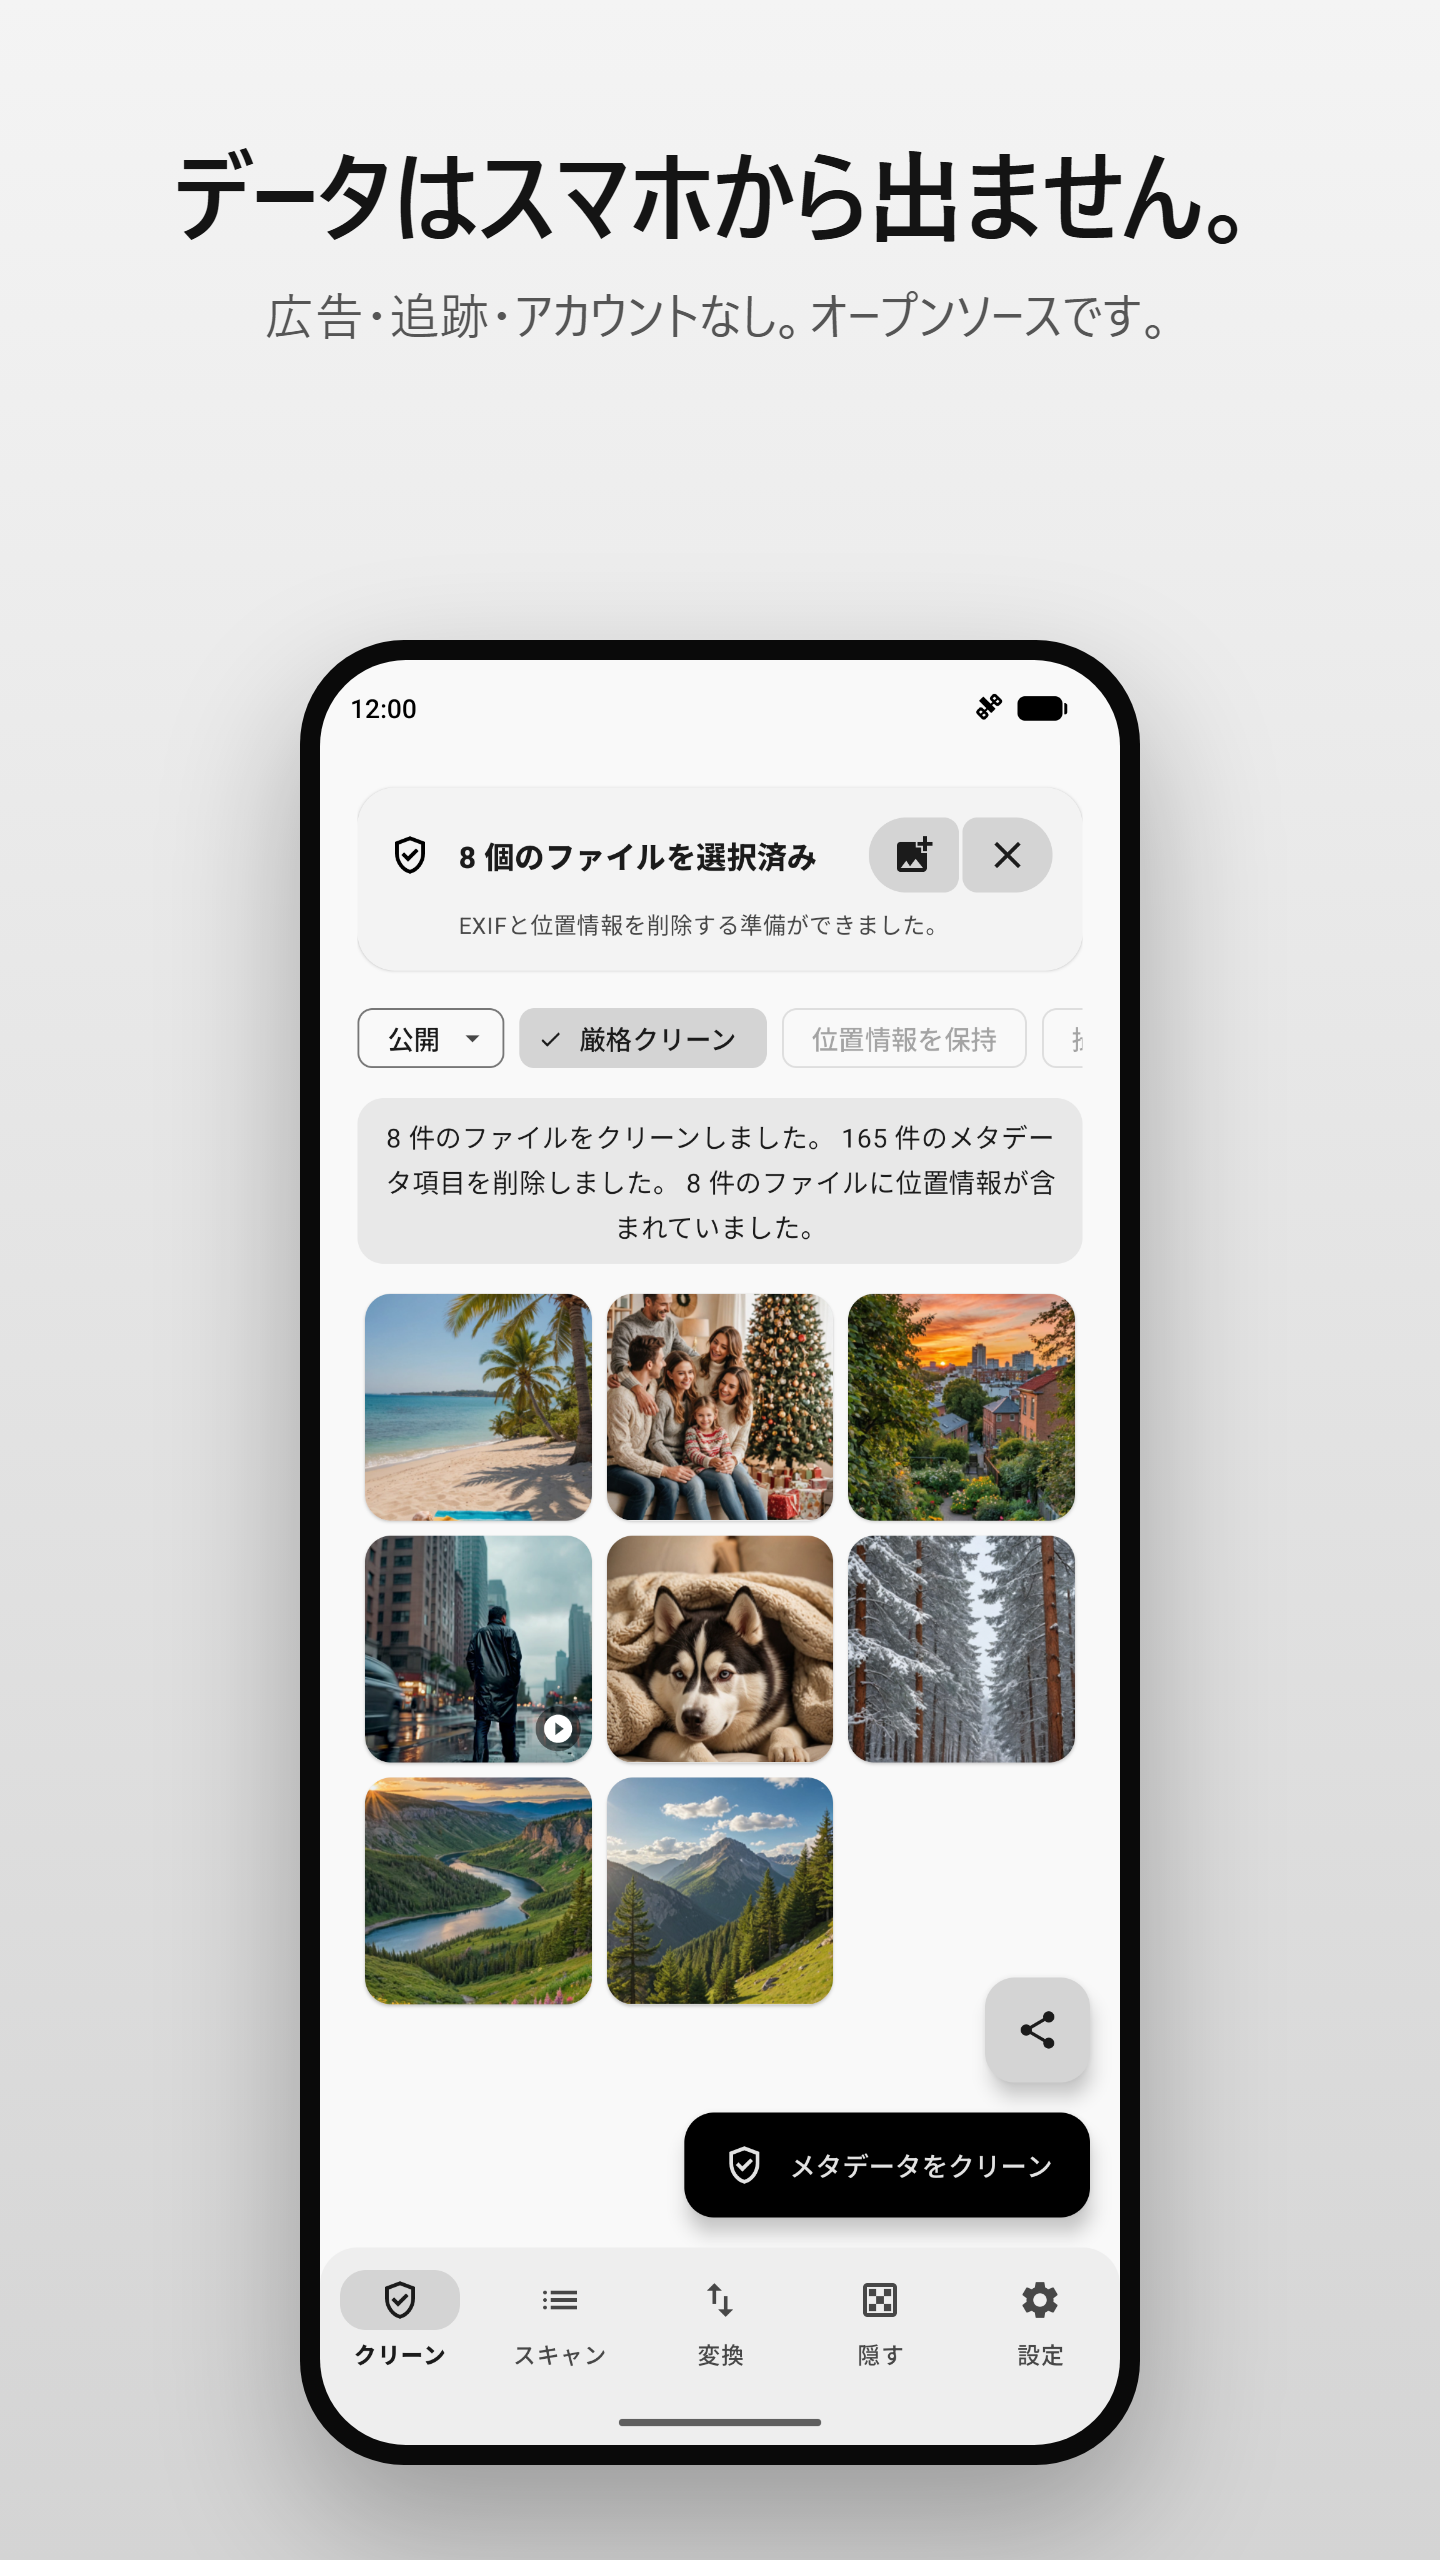 データはスマホから出ません。
広告・追跡・アカウントなし。オープンソースです。
12:00
8 個のファイルを選択済み
EXIFと位置情報を削除する準備ができました。
公開
厳格クリーン
位置情報を保持
8 件のファイルをクリーンしました。 165 件のメタデー
タ項目を削除しました。 8 件のファイルに位置情報が含
まれていました。
メタデータをクリーン
クリーン
スキャン
変換
隠す
設定